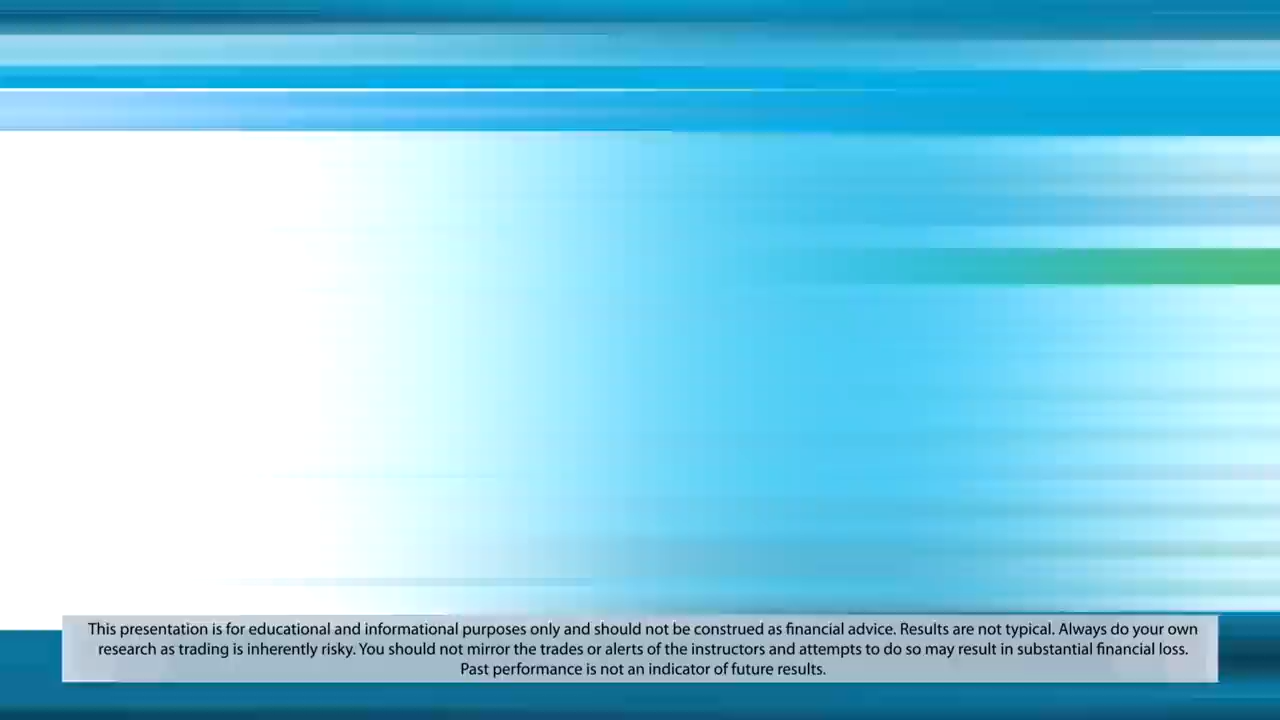 This presentation is for educational and informational purposes only and should not be construed as financial advice. Results are not typical. Always do your own
research as trading is inherently risky. You should not mirror the trades or alerts of the instructors and attempts to do so may result in substantial financial loss.
Past performance is not an indicator of future results.